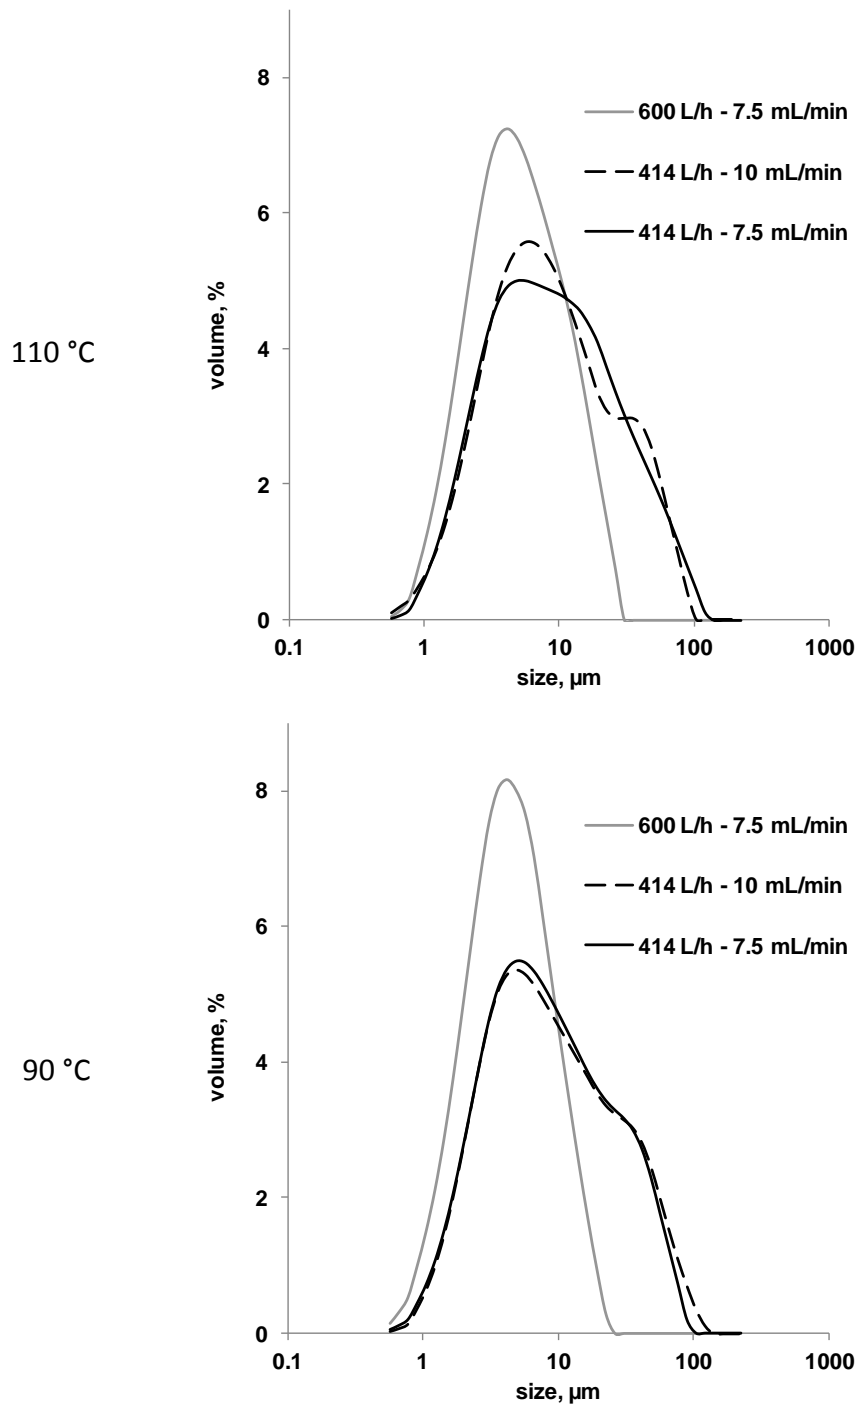 8
600 L/h - 7.5 mL/min
414 L/h - 10 mL/min
6
414 L/h - 7.5 mL/min
volume, %
110 °C
4
2
0
0.1 1 10 100 1000
size, µm
8
600 L/h - 7.5 mL/min
414 L/h - 10 mL/min
6
414 L/h - 7.5 mL/min
volume, %
90 °C
4
2
0
0.1 1 10 100 1000
size, µm